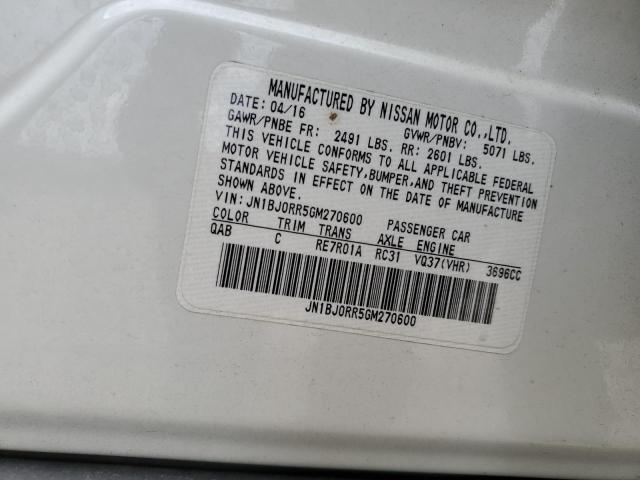 MANUFACTURED BY NISSAN MOTOR CO.,LTD.
DATE: 04/16
GVWR/PNBV: 5071 LBS.
GAWR/PNBE FR: 2491 LBS. RR: 2601 LBS.
THIS VEHICLE CONFORMS TO ALL APPLICABLE FEDERAL
MOTOR VEHICLE SAFETY,BUMPER,AND THEFT PREVENTION
STANDARDS IN EFFECT ON THE DATE OF MANUFACTURE
SHOWN ABOVE.
VIN: JN1BJ0RR5GM270600 PASSENGER CAR
COLOR TRIM TRANS AXLE ENGINE
QAB C RE7R01A RC31 VQ37(VHR) 3696CC
JN1BJ0RR5GM270600